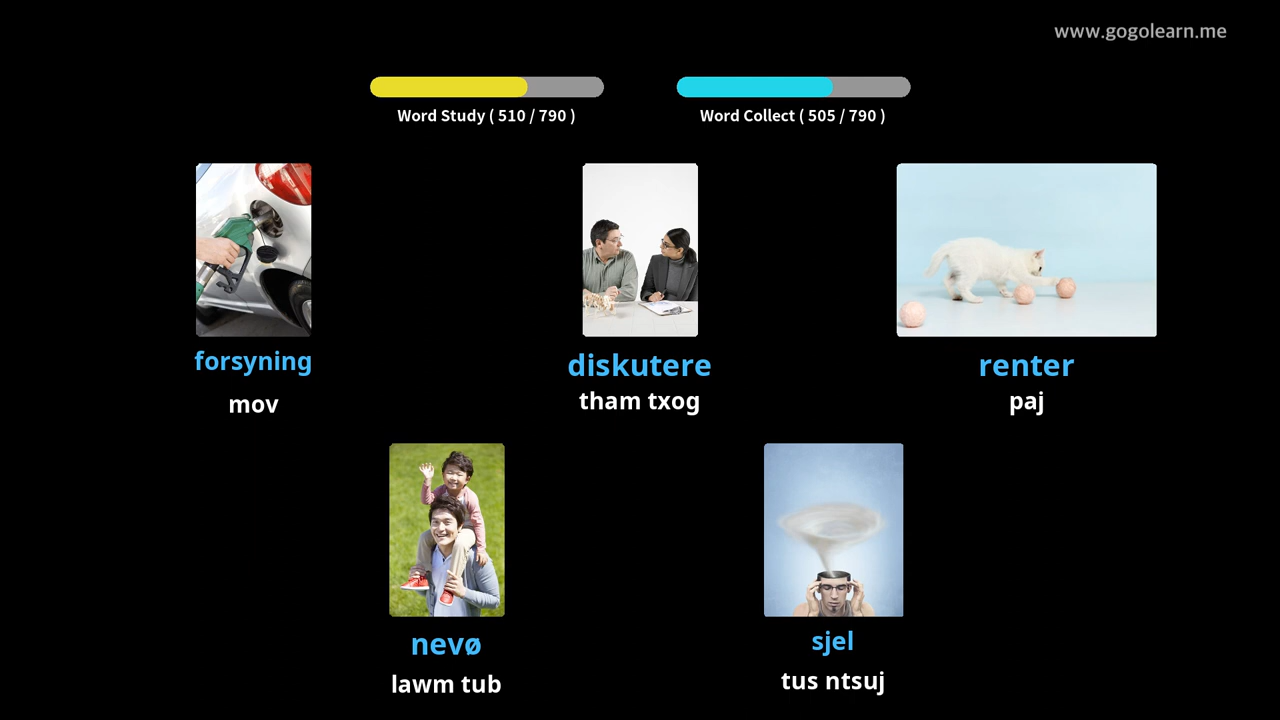 www.gogolearn.me
Word Study ( 510 / 790 )
Word Collect ( 505 / 790 )
forsyning
mov
diskutere
tham txog
renter
paj
nevø
lawm tub
sjel
tus ntsuj